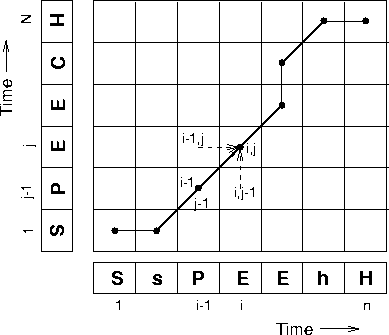 Time
N
j
j-1
1
H
C
E
E
P
S
i-1,j
i,j
i-1
j-1
i,j-1
S s P E E h H
1 i-1 i n
Time